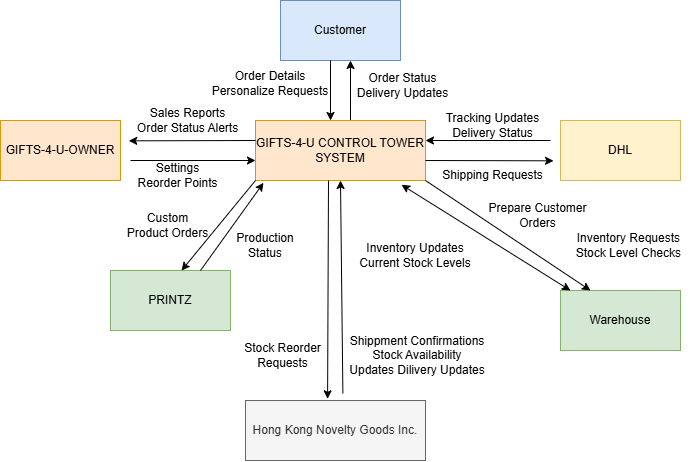 Customer
Order Details
Personalize Requests
Order Status
Delivery Updates
Sales Reports
Order Status Alerts
Tracking Updates
Delivery Status
GIFTS-4-U-OWNER
GIFTS-4-U CONTROL TOWER
SYSTEM
DHL
Settings
Reorder Points
Shipping Requests
Custom
Product Orders
Production
Status
Prepare Customer
Orders
Inventory Updates
Current Stock Levels
Inventory Requests
Stock Level Checks
PRINTZ
Warehouse
Stock Reorder
Requests
Shippment Confirmations
Stock Availability
Updates Dilivery Updates
Hong Kong Novelty Goods Inc.